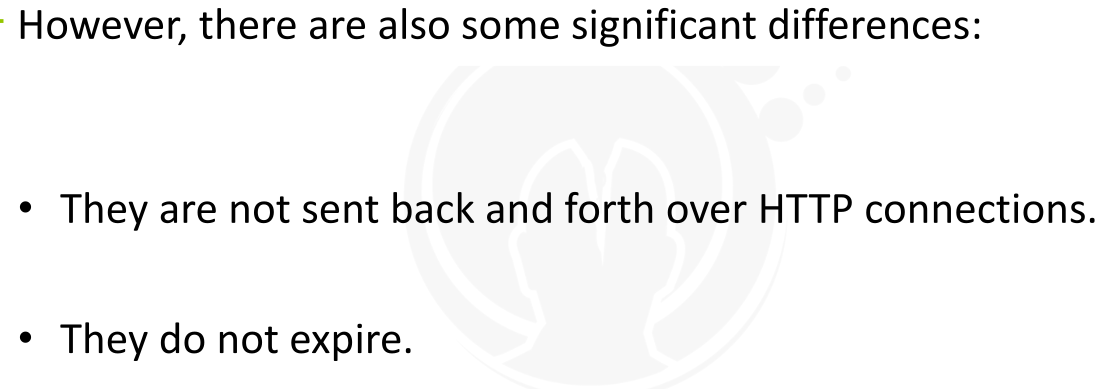 However, there are also some significant differences:
• They are not sent back and forth over HTTP connections.
• They do not expire.